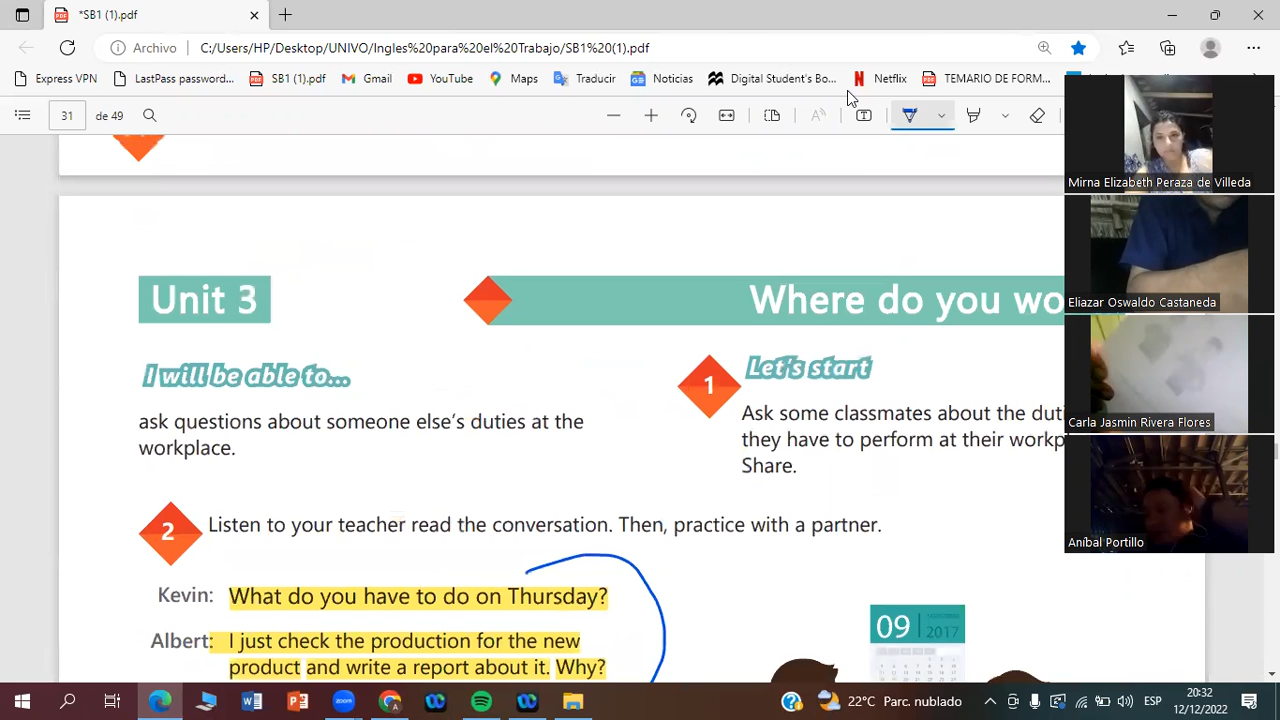 *SB1 (1).pdf
Archivo
C:/Users/HP/Desktop/UNIVO/Ingles%20para%20el%20Trabajo/SB1%20(1).pdf
Express VPN
LastPass password...
SB1 (1).pdf
Gmail
YouTube
Maps
Traducir
Noticias
Digital Student's Bo...
Netflix
TEMARIO DE FORM...
31
de 49
Mirna Elizabeth Peraza de Villeda
Eliazar Oswaldo Castaneda
Carla Jasmin Rivera Flores
Aníbal Portillo
Unit 3
Where do you wo
I will be able to...
ask questions about someone else's duties at the
workplace.
1
Let's start
Ask some classmates about the duti
they have to perform at their workp
Share.
2
Listen to your teacher read the conversation. Then, practice with a partner.
Kevin: What do you have to do on Thursday?
Albert: I just check the production for the new
product and write a report about it. Why?
09
2017
22°C Parc. nublado
ESP
20:32
12/12/2022